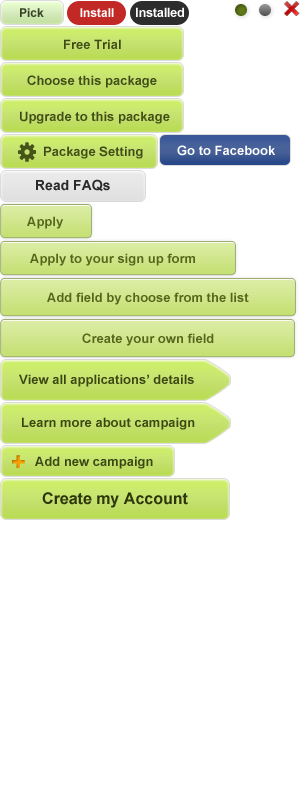 Pick Install Installed
Free Trial
Choose this package
Upgrade to this package
Package Setting Go to Facebook
Read FAQs
Apply
Apply to your sign up form
Add field by choose from the list
Create your own field
View all applications’ details
Learn more about campaign
Add new campaign
Create my Account